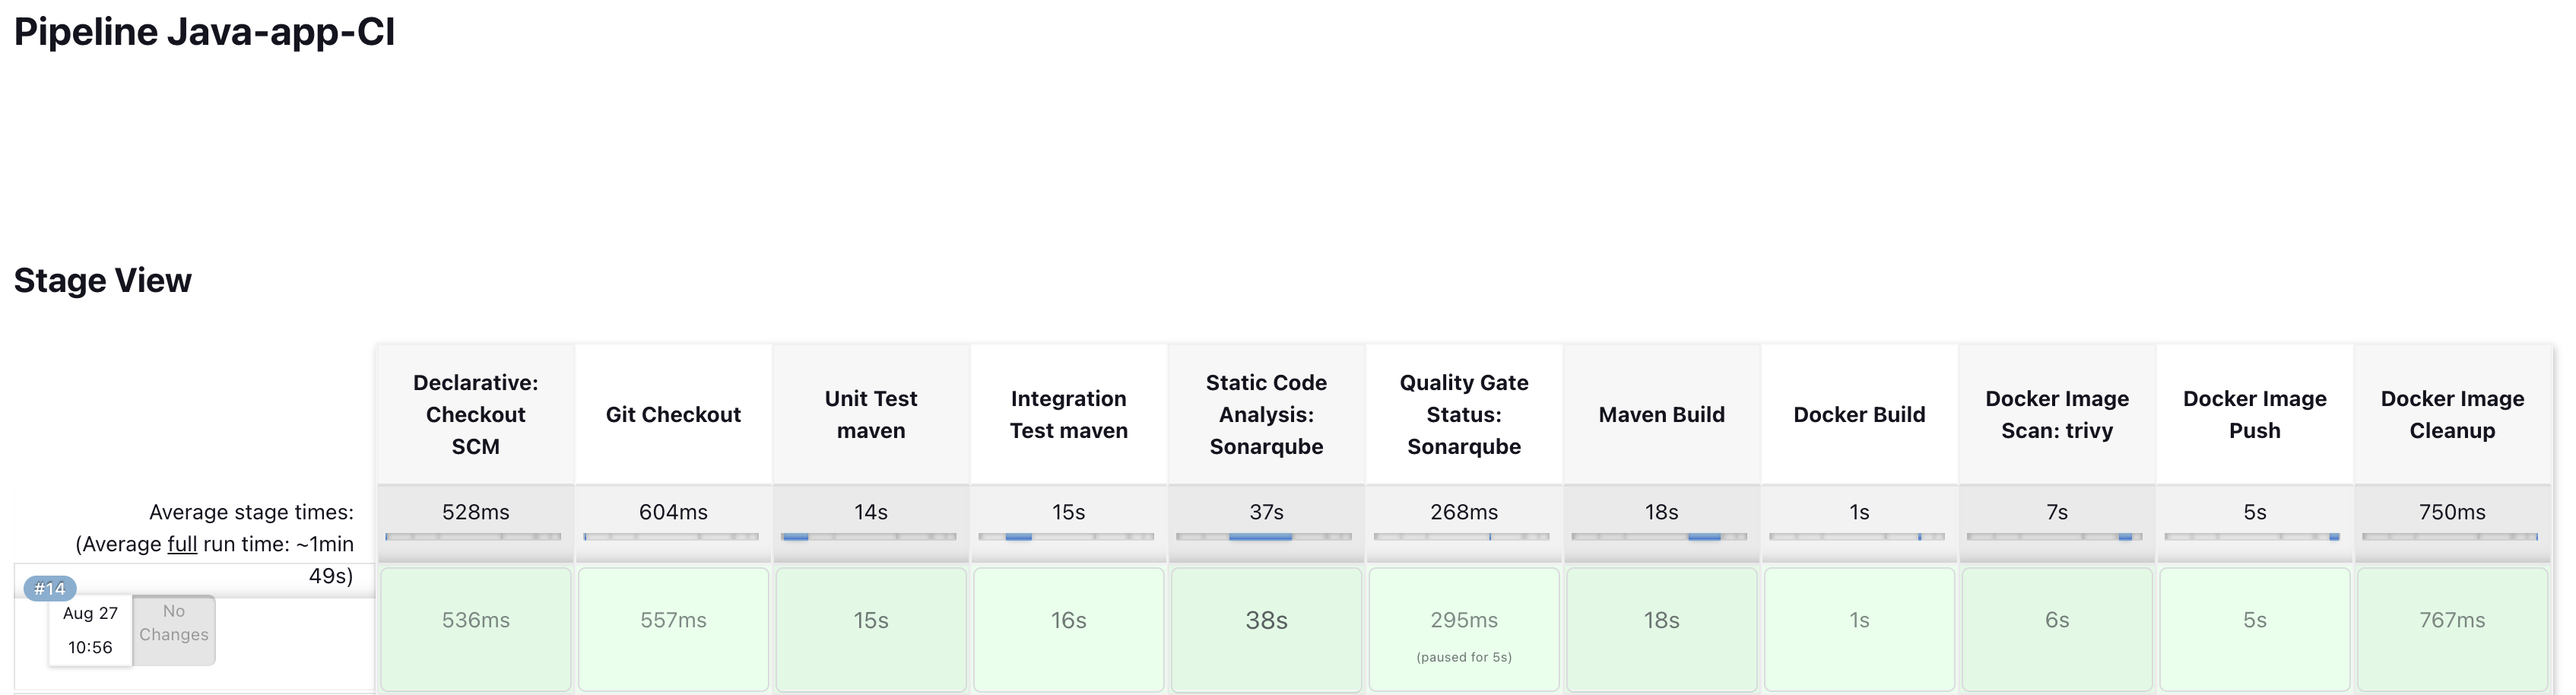 Pipeline Java-app-CI
Stage View
Declarative:
Checkout
SCM
Git Checkout
Unit Test
maven
Integration
Test maven
Static Code
Analysis:
Sonarqube
Quality Gate
Status:
Sonarqube
Maven Build
Docker Build
Docker Image
Scan: trivy
Docker Image
Push
Docker Image
Cleanup
Average stage times:
(Average full run time: ~1min
49s)
528ms
604ms
14s
15s
37s
268ms
18s
1s
7s
5s
750ms
#14
Aug 27
10:56
No
Changes
536ms
557ms
15s
16s
38s
295ms
(paused for 5s)
18s
1s
6s
5s
767ms